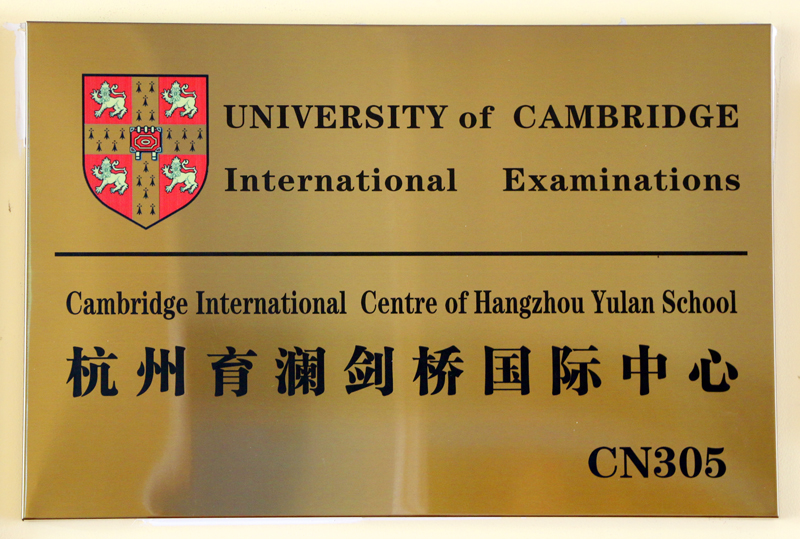 UNIVERSITY of CAMBRIDGE
International Examinations
Cambridge International Centre of Hangzhou Yulan School
杭州育澜剑桥国际中心
CN305